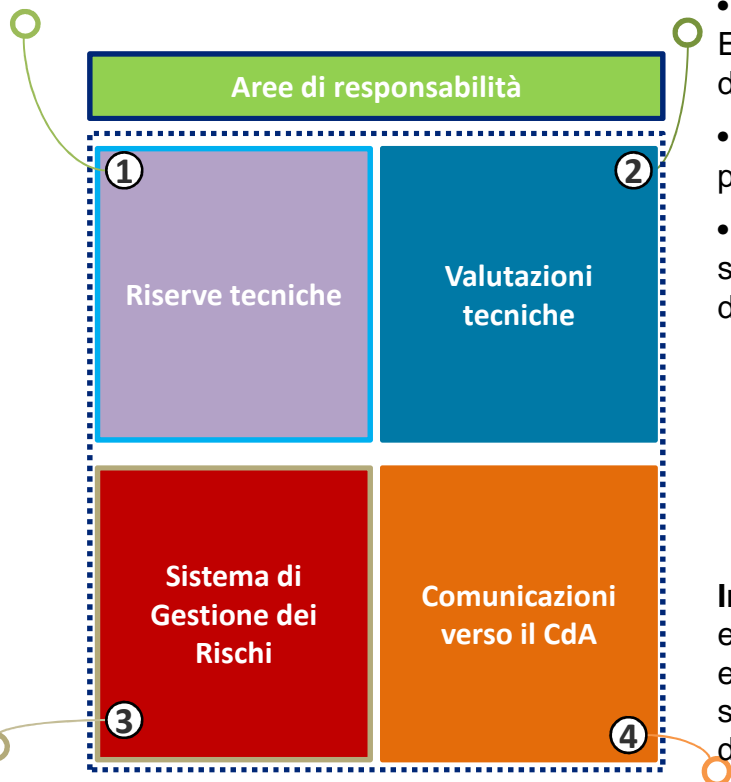 Aree di responsabilità
1
2
Riserve tecniche
Valutazioni
tecniche
Sistema di
Gestione dei
Rischi
Comunicazioni
verso il CdA
3
4